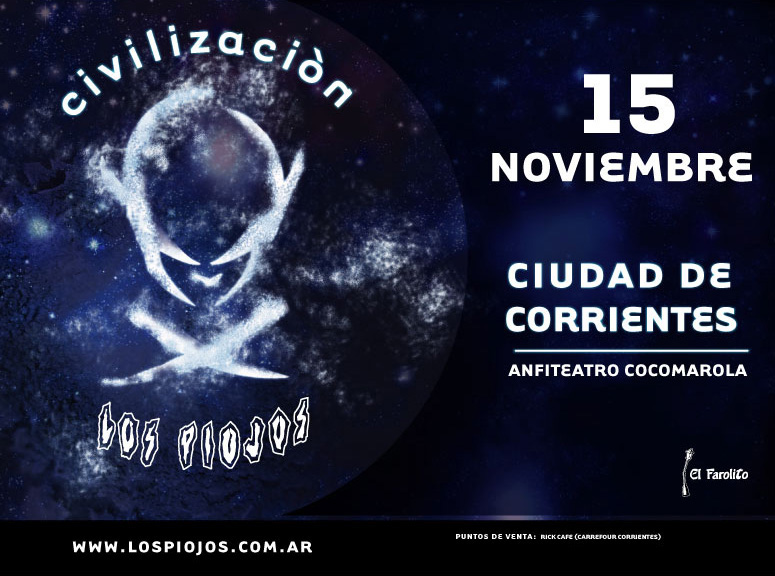 civilizaciòn
LOS PIOJOS
15
NOVIEMBRE
CIUDAD DE
CORRIENTES
ANFITEATRO COCOMAROLA
El Farolito
WWW.LOSPIOJOS.COM.AR
PUNTOS DE VENTA: RICK CAFE (CARREFOUR CORRIENTES)